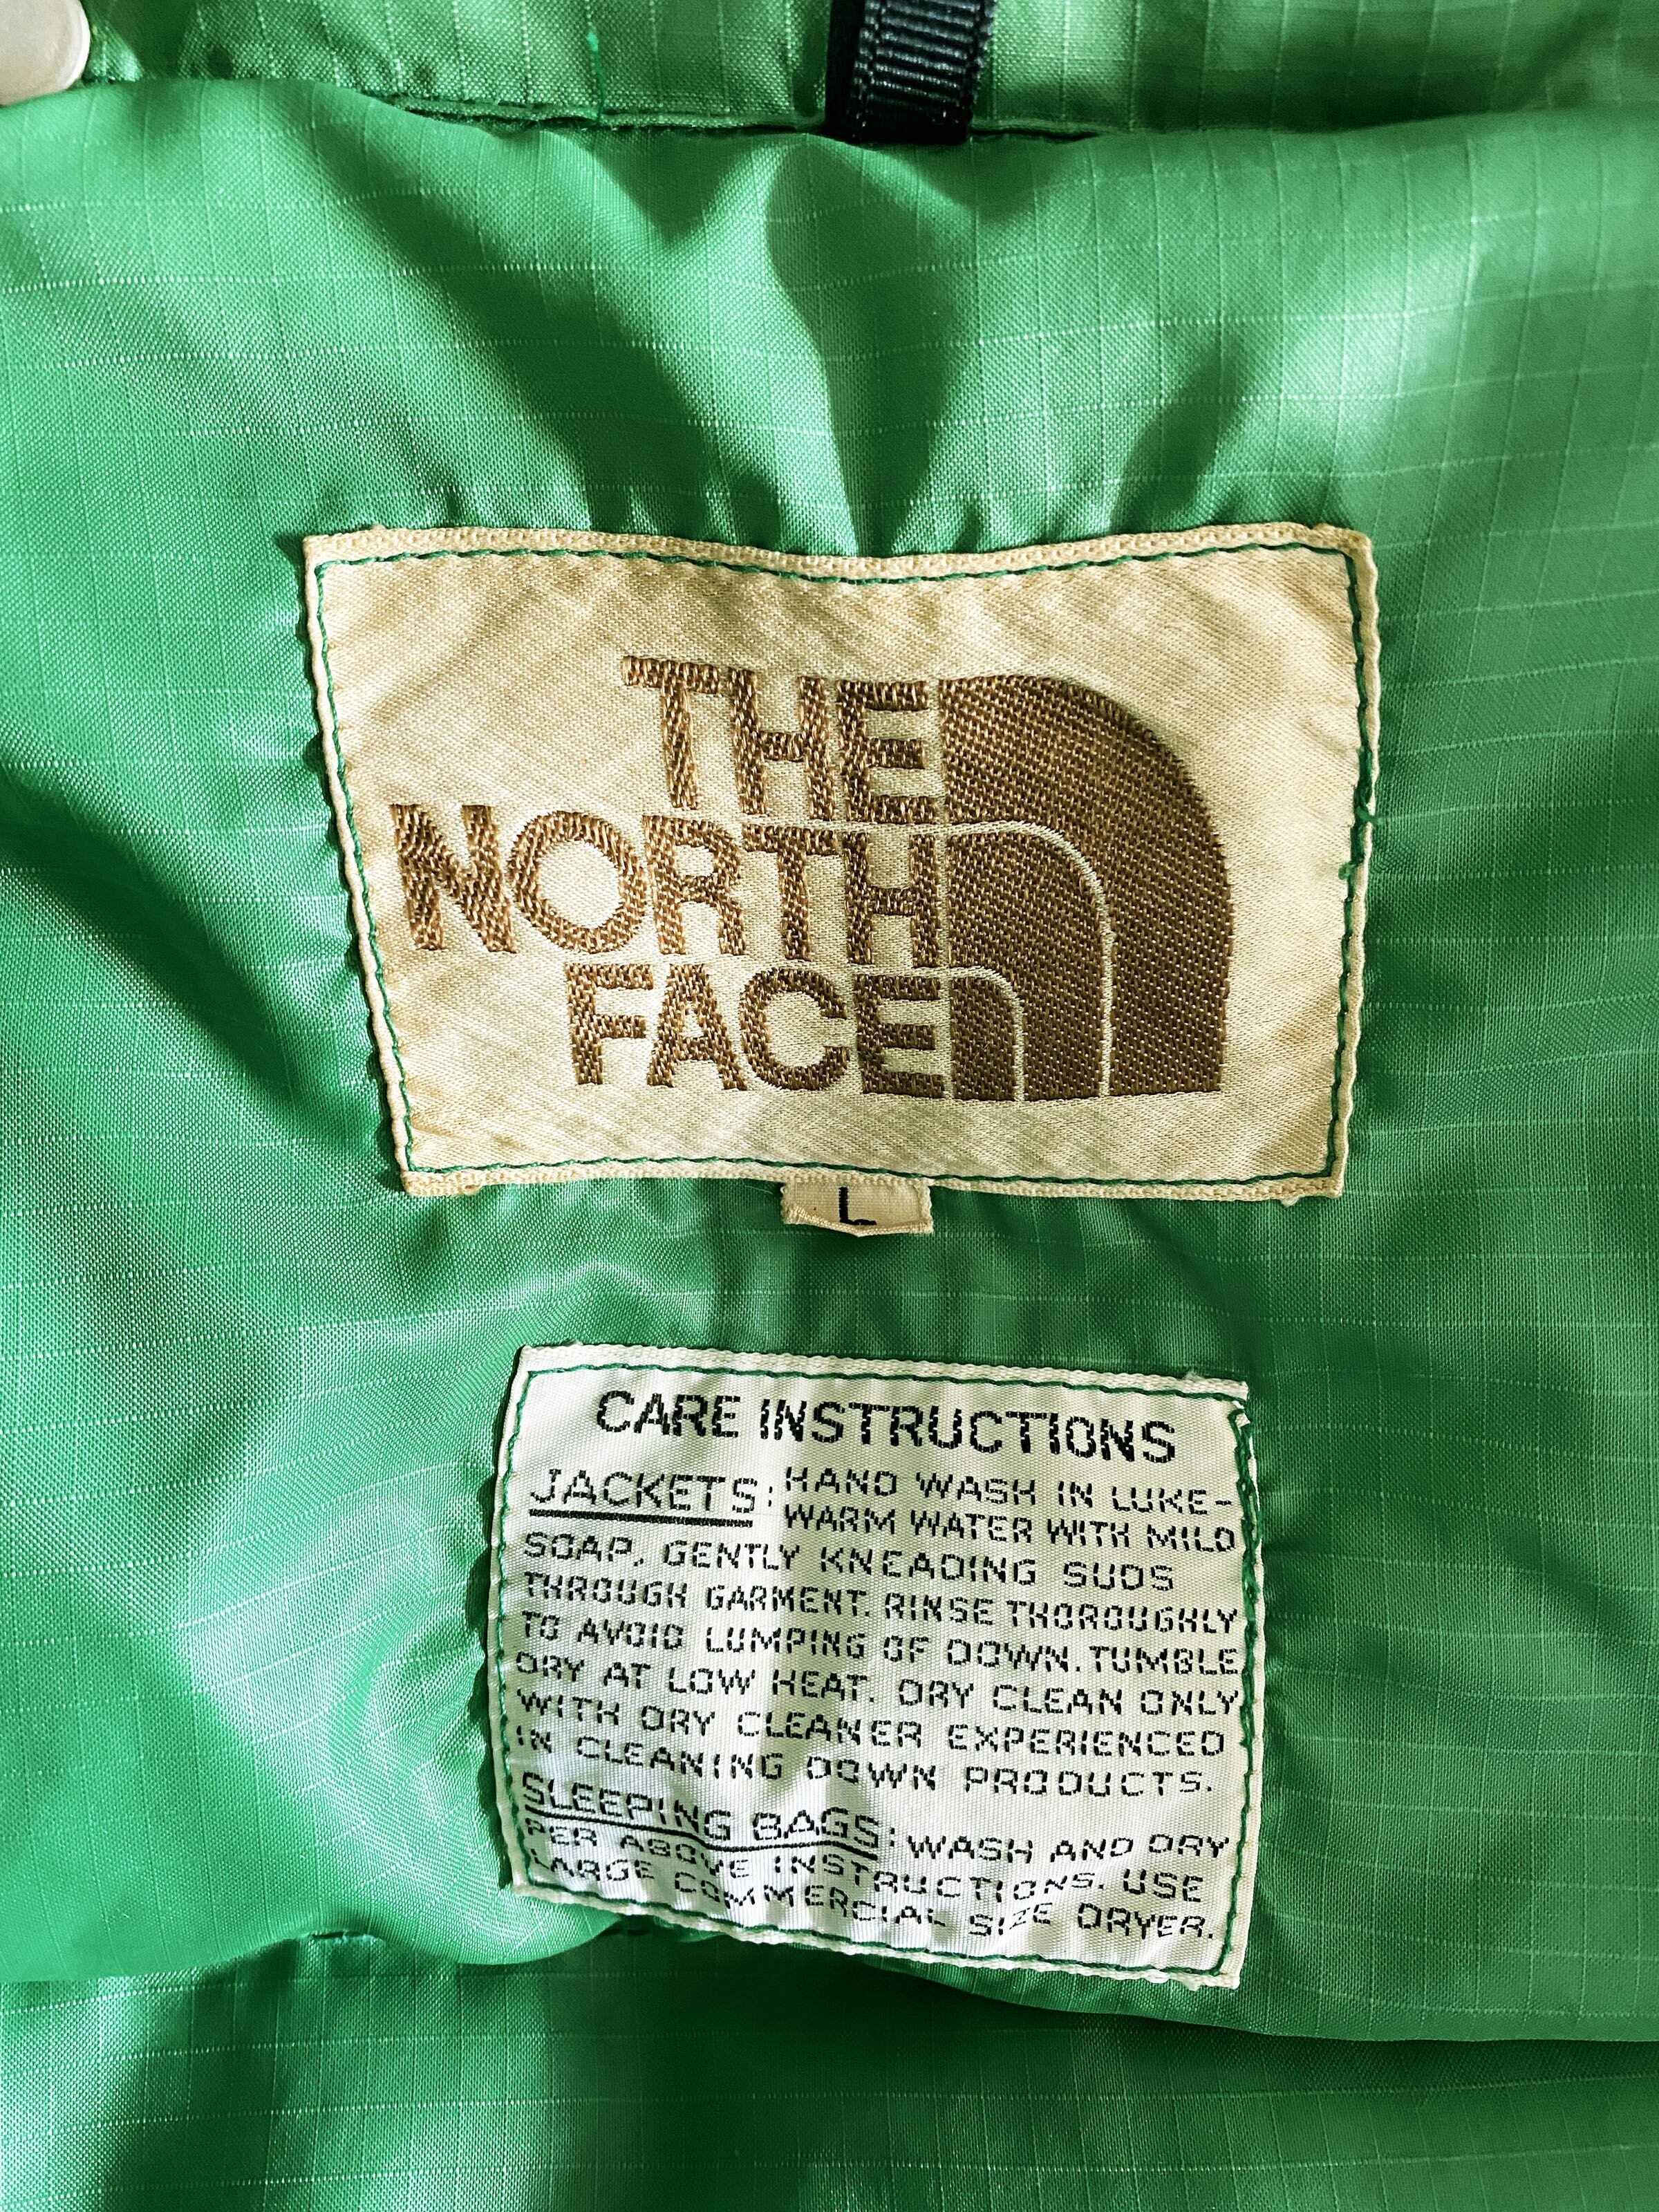 THE
NORTH
FACE
L
CARE INSTRUCTIONS
JACKETS: HAND WASH IN LUKE-
WARM WATER WITH MILD
SOAP, GENTLY KNEADING SUDS
THROUGH GARMENT. RINSE THOROUGHLY
TO AVOID LUMPING OF DOWN. TUMBLE
DRY AT LOW HEAT. DRY CLEAN ONLY
WITH DRY CLEANER EXPERIENCED
IN CLEANING DOWN PRODUCTS.
SLEEPING BAGS: WASH AND DRY
PER ABOVE INSTRUCTIONS. USE
LARGE COMMERCIAL SIZE DRYER.